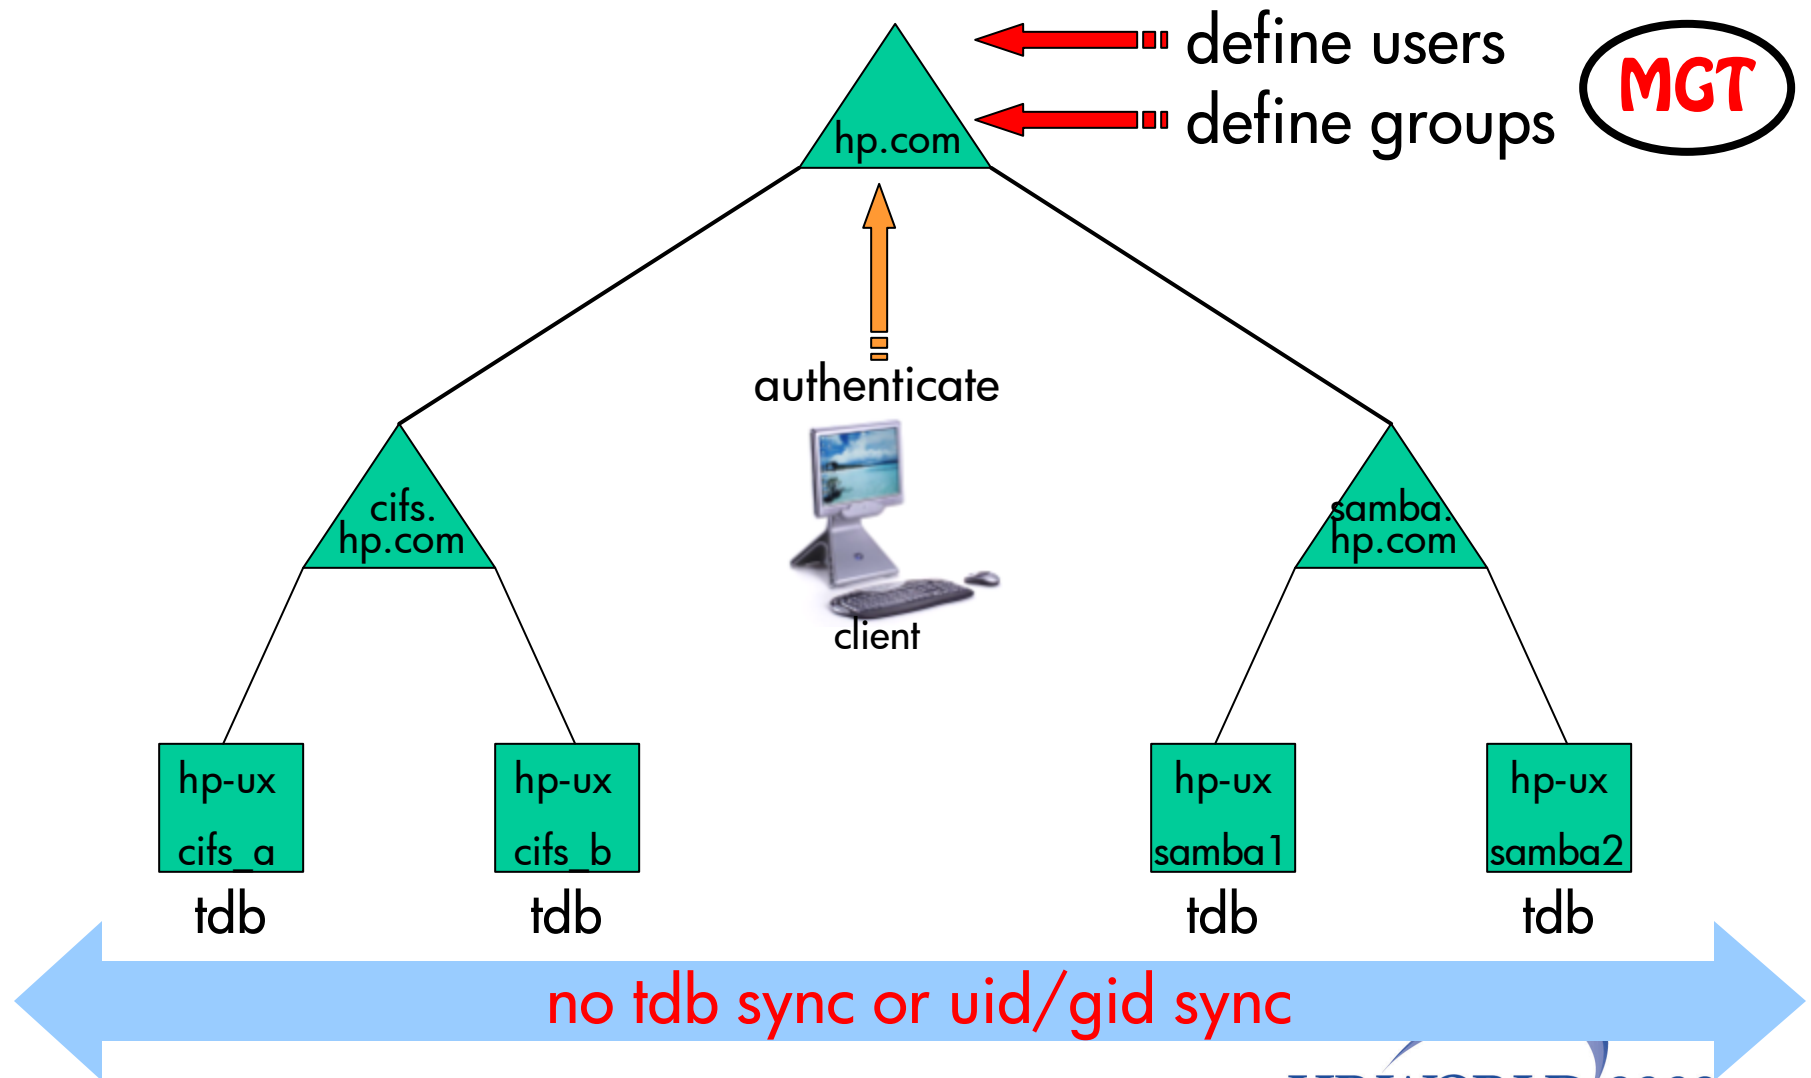 define users
MGT
define groups
hp.com
authenticate
client
cifs.
hp.com
samba.
hp.com
hp-ux
cifs_a
hp-ux
cifs_b
hp-ux
samba1
hp-ux
samba2
tdb
tdb
tdb
tdb
no tdb sync or uid/gid sync